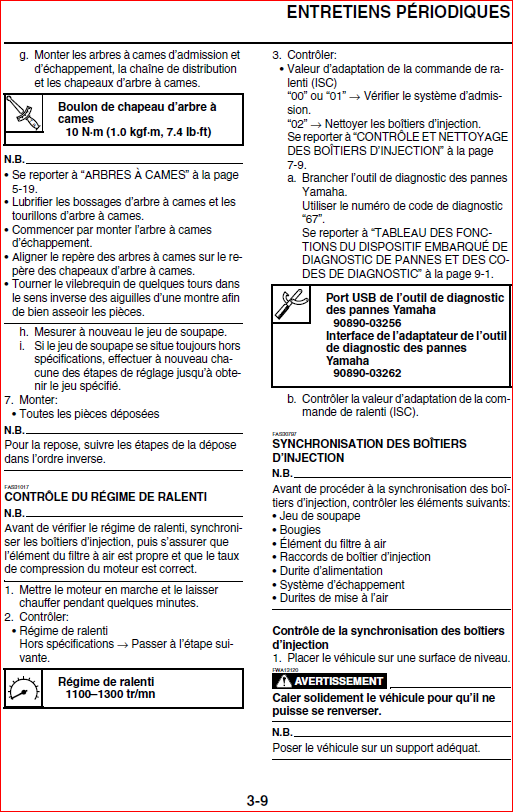 ENTRETIENS PÉRIODIQUES
g. Monter les arbres à cames d'admission et
d'échappement, la chaîne de distribution
et les chapeaux d'arbre à cames.
Boulon de chapeau d'arbre à
cames
10 N·m (1.0 kgf·m, 7.4 lb·ft)
N.B.
• Se reporter à "ARBRES À CAMES" à la page
5-19.
• Lubrifier les bossages d'arbre à cames et les
tourillons d'arbre à cames.
• Commencer par monter l'arbre à cames
d'échappement.
• Aligner le repère des arbres à cames sur le re-
père des chapeaux d'arbre à cames.
• Tourner le vilebrequin de quelques tours dans
le sens inverse des aiguilles d'une montre afin
de bien asseoir les pièces.
h. Mesurer à nouveau le jeu de soupape.
i. Si le jeu de soupape se situe toujours hors
spécifications, effectuer à nouveau cha-
cune des étapes de réglage jusqu'à obte-
nir le jeu spécifié.
7. Monter:
• Toutes les pièces déposées
N.B.
Pour la repose, suivre les étapes de la dépose
dans l'ordre inverse.
FAS31017
CONTRÔLE DU RÉGIME DE RALENTI
N.B.
Avant de vérifier le régime de ralenti, synchroni-
ser les boîtiers d'injection, puis s'assurer que
l'élément du filtre à air est propre et que le taux
de compression du moteur est correct.
1. Mettre le moteur en marche et le laisser
chauffer pendant quelques minutes.
2. Contrôler:
• Régime de ralenti
Hors spécifications → Passer à l'étape sui-
vante.
Régime de ralenti
1100–1300 tr/mn
3. Contrôler:
• Valeur d'adaptation de la commande de ra-
lenti (ISC)
"00" ou "01" → Vérifier le système d'admis-
sion.
"02" → Nettoyer les boîtiers d'injection.
Se reporter à "CONTRÔLE ET NETTOYAGE
DES BOÎTIERS D'INJECTION" à la page
7-9.
a. Brancher l'outil de diagnostic des pannes
Yamaha.
Utiliser le numéro de code de diagnostic
"67".
Se reporter à "TABLEAU DES FONC-
TIONS DU DISPOSITIF EMBARQUÉ DE
DIAGNOSTIC DE PANNES ET DES CO-
DES DE DIAGNOSTIC" à la page 9-1.
Port USB de l'outil de diagnostic
des pannes Yamaha
90890-03256
Interface de l'adaptateur de l'outil
de diagnostic des pannes
Yamaha
90890-03262
b. Contrôler la valeur d'adaptation de la com-
mande de ralenti (ISC).
FAS30797
SYNCHRONISATION DES BOÎTIERS
D'INJECTION
N.B.
Avant de procéder à la synchronisation des boî-
tiers d'injection, contrôler les éléments suivants:
• Jeu de soupape
• Bougies
• Élément du filtre à air
• Raccords de boîtier d'injection
• Durite d'alimentation
• Système d'échappement
• Durites de mise à l'air
Contrôle de la synchronisation des boîtiers
d'injection
1. Placer le véhicule sur une surface de niveau.
FWA13120
AVERTISSEMENT
Caler solidement le véhicule pour qu'il ne
puisse se renverser.
N.B.
Poser le véhicule sur un support adéquat.
3-9